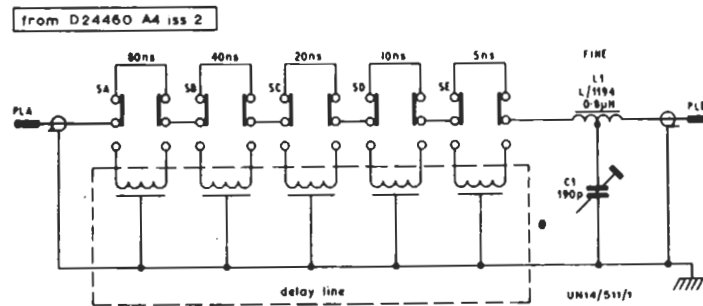 from D24460 A4 iss 2
80ns 40ns 20ns 10ns 5ns FINE
L1
L/1194
0·8µH
SA SB SC SD SE
PLA
C1
190p
delay line
UN14/511/1